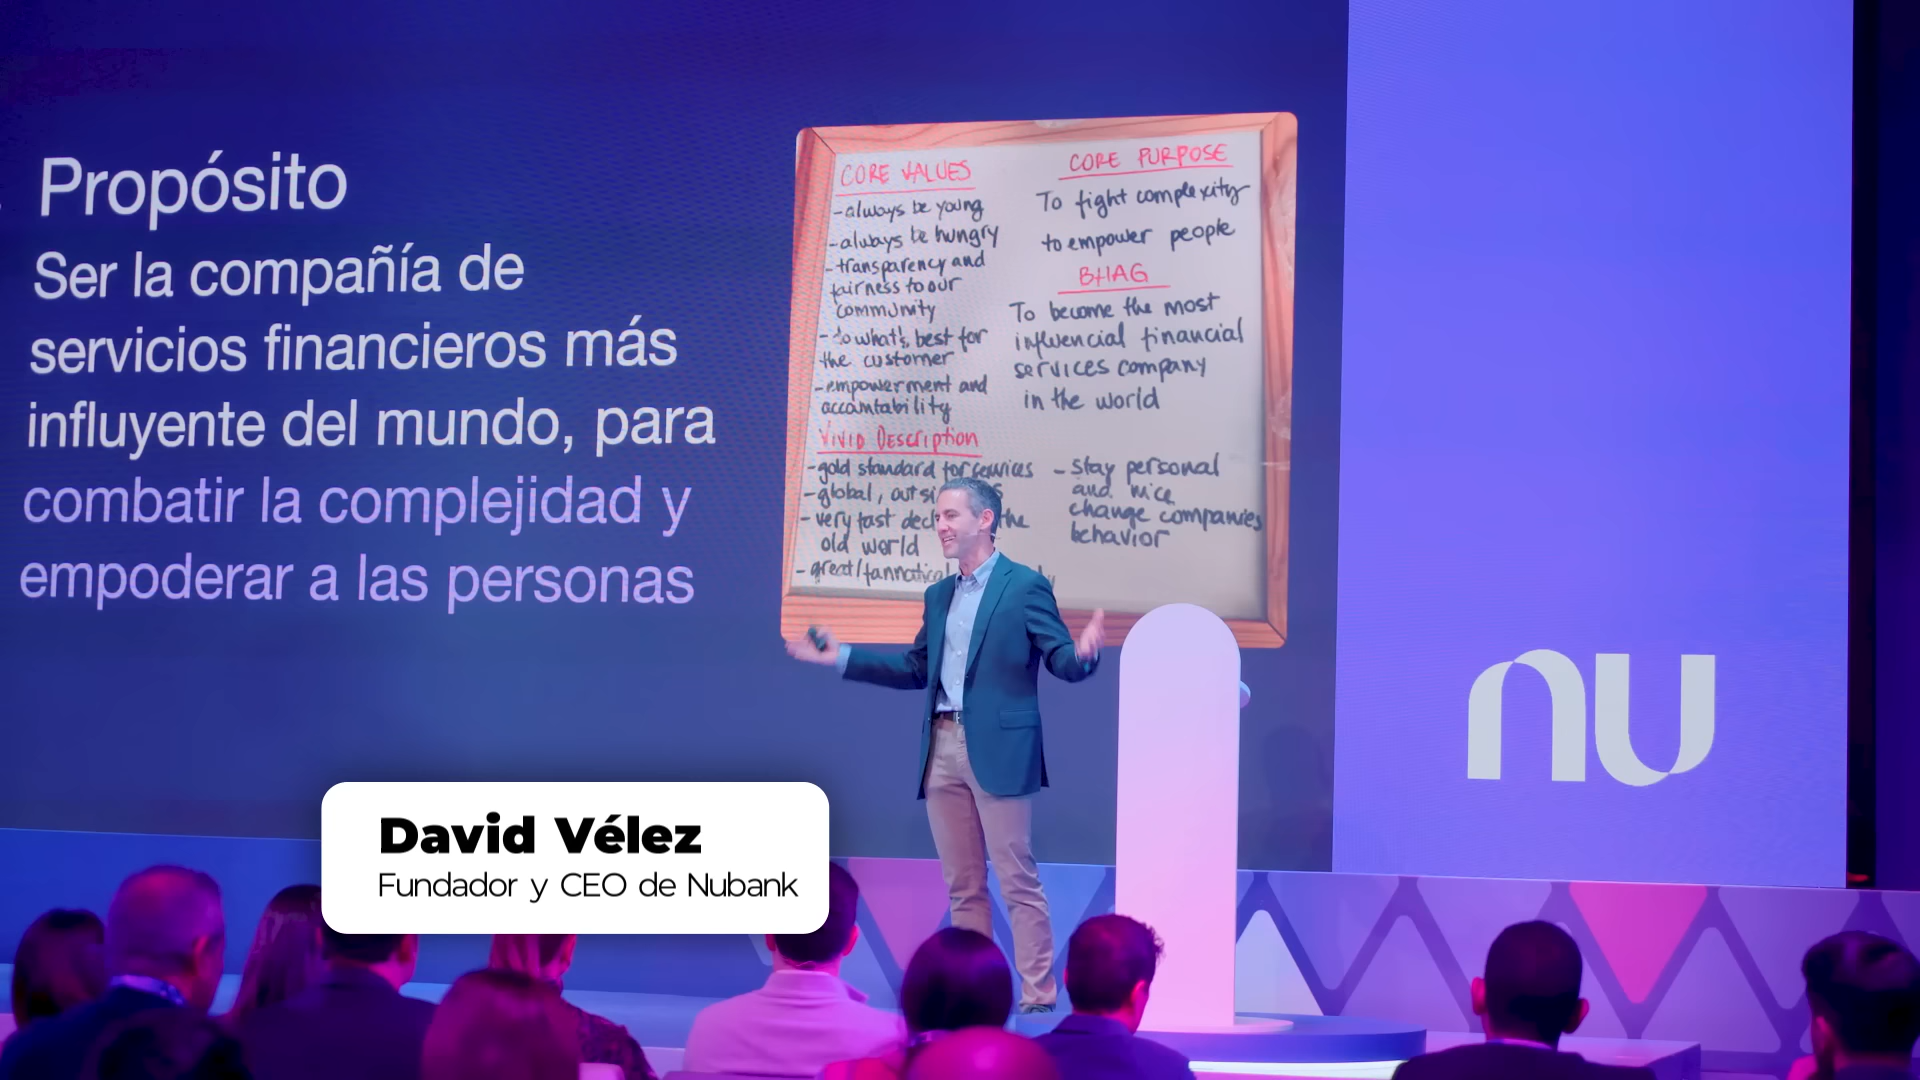 Propósito
Ser la compañía de
servicios financieros más
influyente del mundo, para
combatir la complejidad y
empoderar a las personas
CORE VALUES
-always be young
-always be hungry
-transparency and
fairness to our
community
-do what's best for
the customer
-empowerment and
accountability
CORE PURPOSE
To fight complexity
to empower people
BHAG
To become the most
influencial financial
services company
in the world
VIVID DESCRIPTION
-gold standard for services
-global,
-very fast the
old world
-great/fannatical
- stay personal
and nice
change companies
behavior
nu
David Vélez
Fundador y CEO de Nubank